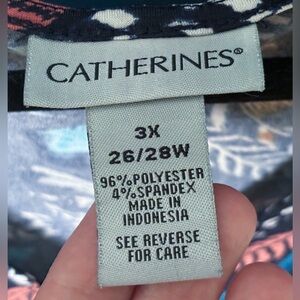 CATHERINES®
3X
26/28W
96%POLYESTER
4%SPANDEX
MADE IN
INDONESIA
SEE REVERSE
FOR CARE